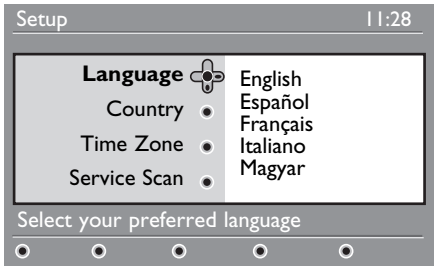 Setup 11:28
Language
Country
Time Zone
Service Scan
English
Español
Français
Italiano
Magyar
Select your preferred language